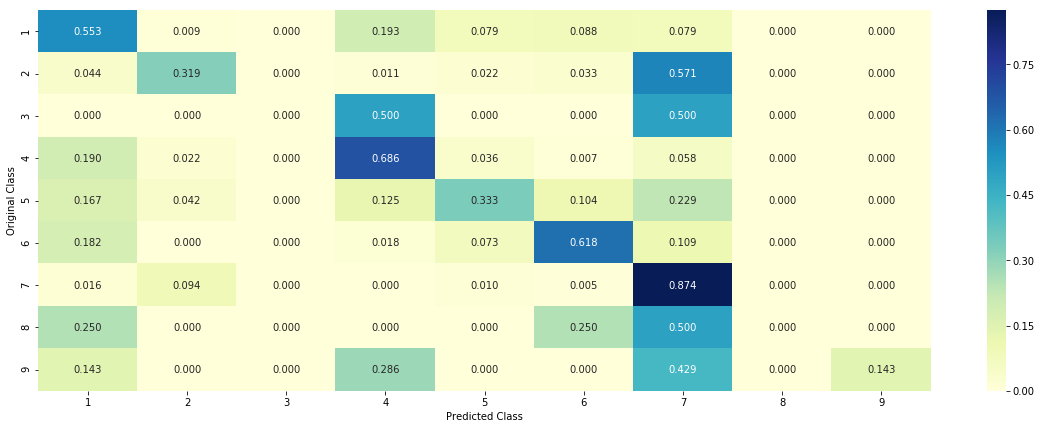 1 0.553 0.009 0.000 0.193 0.079 0.088 0.079 0.000 0.000
2 0.044 0.319 0.000 0.011 0.022 0.033 0.571 0.000 0.000
3 0.000 0.000 0.000 0.500 0.000 0.000 0.500 0.000 0.000
4 0.190 0.022 0.000 0.686 0.036 0.007 0.058 0.000 0.000
5 0.167 0.042 0.000 0.125 0.333 0.104 0.229 0.000 0.000
6 0.182 0.000 0.000 0.018 0.073 0.618 0.109 0.000 0.000
7 0.016 0.094 0.000 0.000 0.010 0.005 0.874 0.000 0.000
8 0.250 0.000 0.000 0.000 0.000 0.250 0.500 0.000 0.000
9 0.143 0.000 0.000 0.286 0.000 0.000 0.429 0.000 0.143
1 2 3 4 5 6 7 8 9
Predicted Class
Original Class
0.75
0.60
0.45
0.30
0.15
0.00